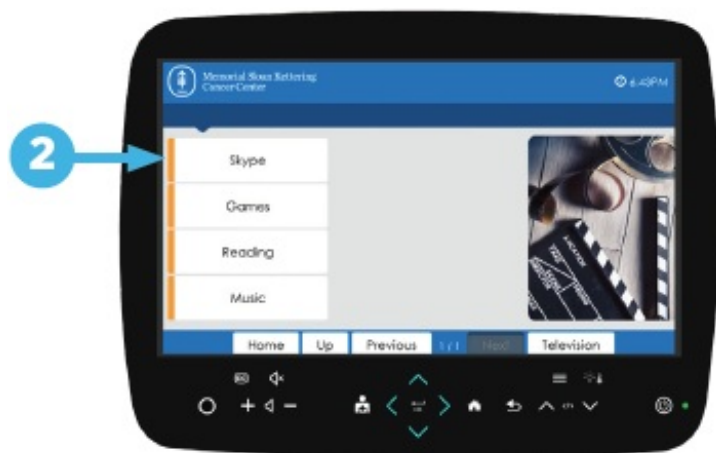 2
Memorial Sloan Kettering
Cancer Center
6:43PM
Skype
Games
Reading
Music
Home Up Previous 1 / 1 Next Television